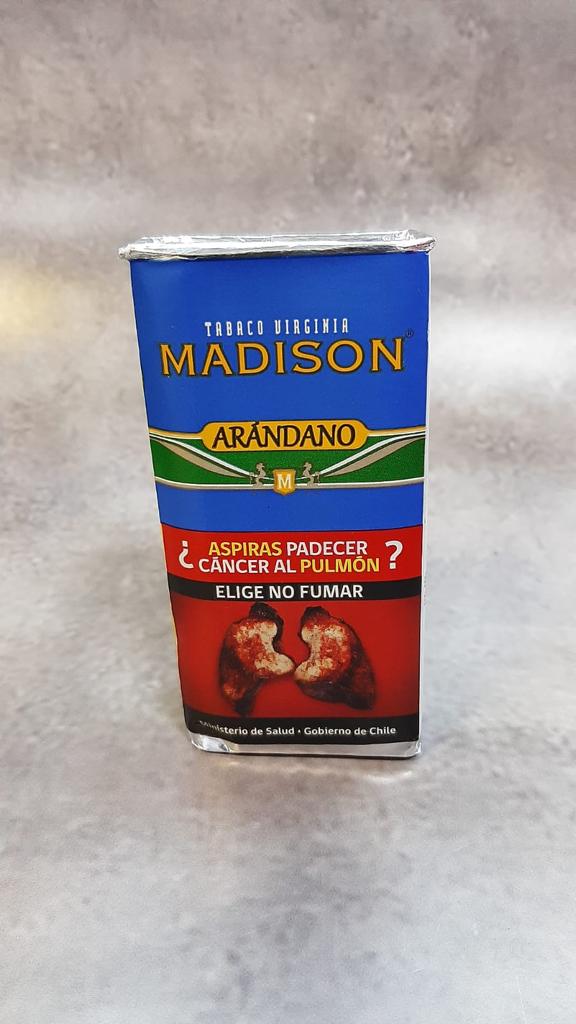 TABACO VIRGINIA
MADISON®
ARÁNDANO
M
¿ ASPIRAS PADECER
CÁNCER AL PULMÓN ?
ELIGE NO FUMAR
Ministerio de Salud • Gobierno de Chile